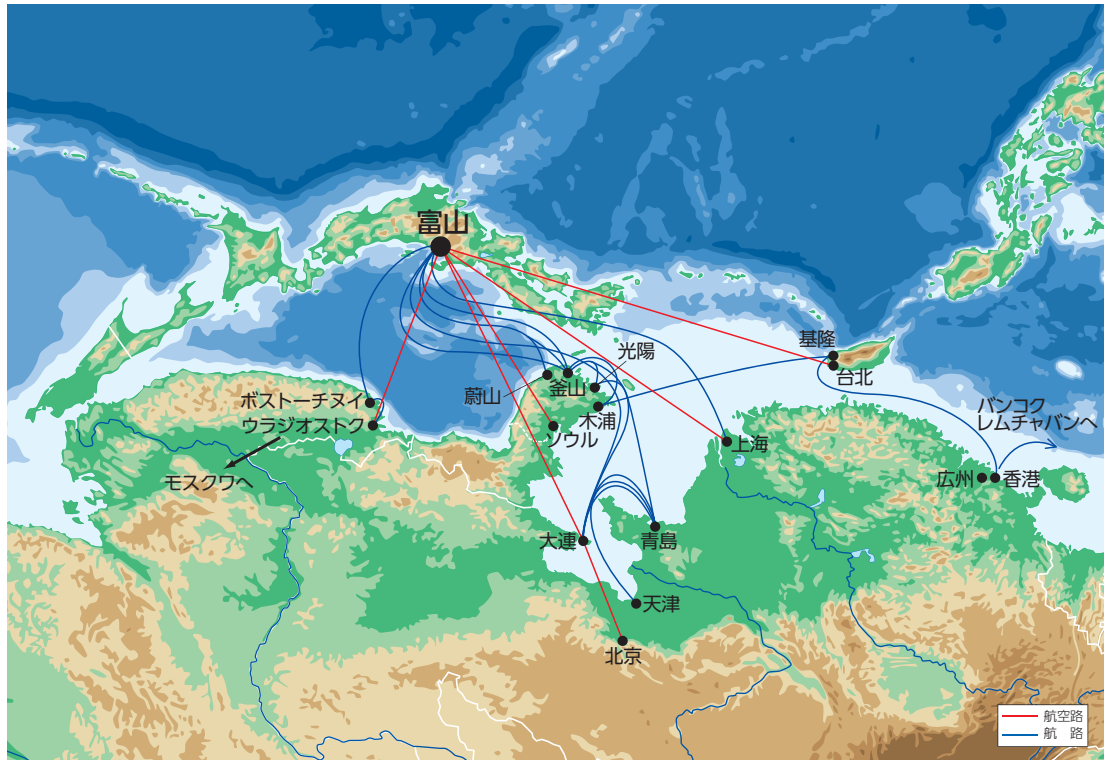 富山
基隆
光陽
台北
釜山
蔚山
ボストーチヌイ
バンコク
レムチャバンへ
木浦
ウラジオストク
ソウル
上海
モスクワへ
広州
香港
大連
青島
天津
北京
航空路
航　路